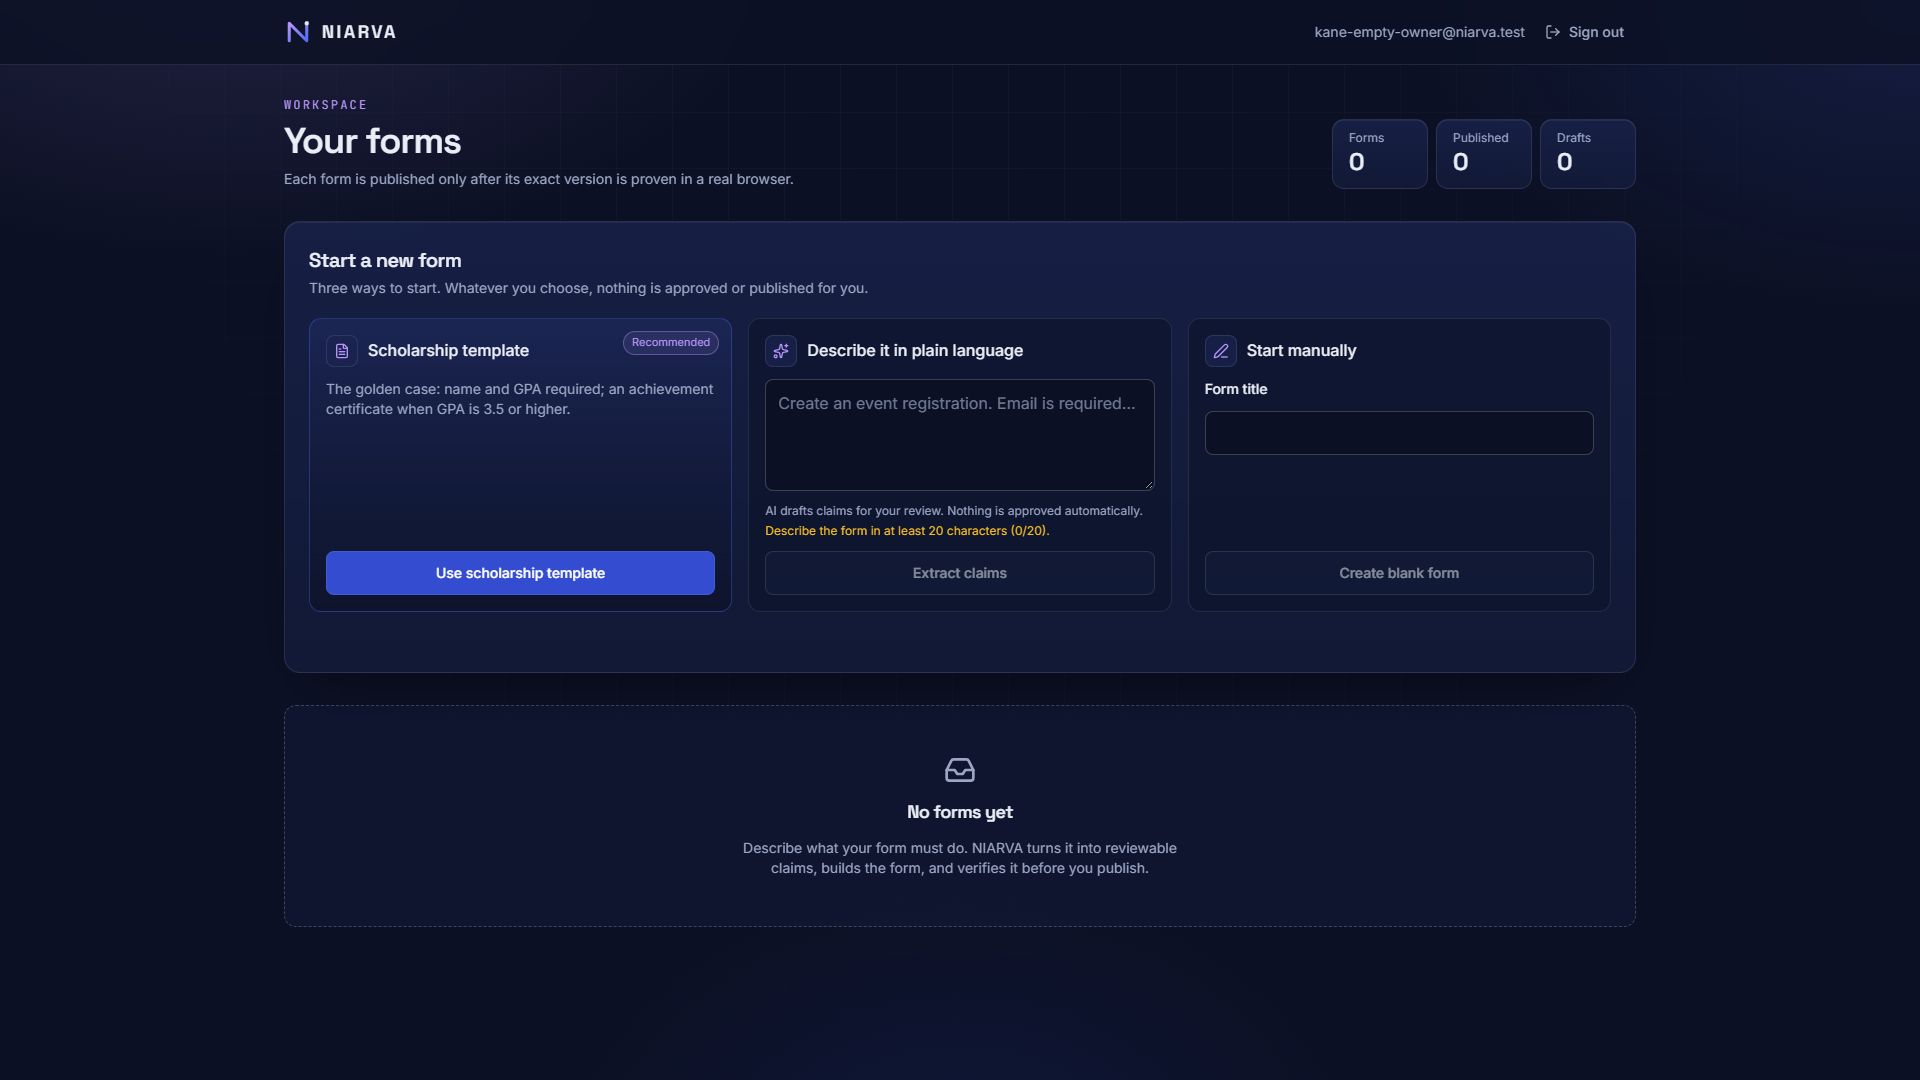 NIARVA
kane-empty-owner@niarva.test
Sign out
WORKSPACE
Your forms
Each form is published only after its exact version is proven in a real browser.
Forms
0
Published
0
Drafts
0
Start a new form
Three ways to start. Whatever you choose, nothing is approved or published for you.
Scholarship template
Recommended
The golden case: name and GPA required; an achievement
certificate when GPA is 3.5 or higher.
Use scholarship template
Describe it in plain language
Create an event registration. Email is required...
AI drafts claims for your review. Nothing is approved automatically.
Describe the form in at least 20 characters (0/20).
Extract claims
Start manually
Form title
Create blank form
No forms yet
Describe what your form must do. NIARVA turns it into reviewable
claims, builds the form, and verifies it before you publish.